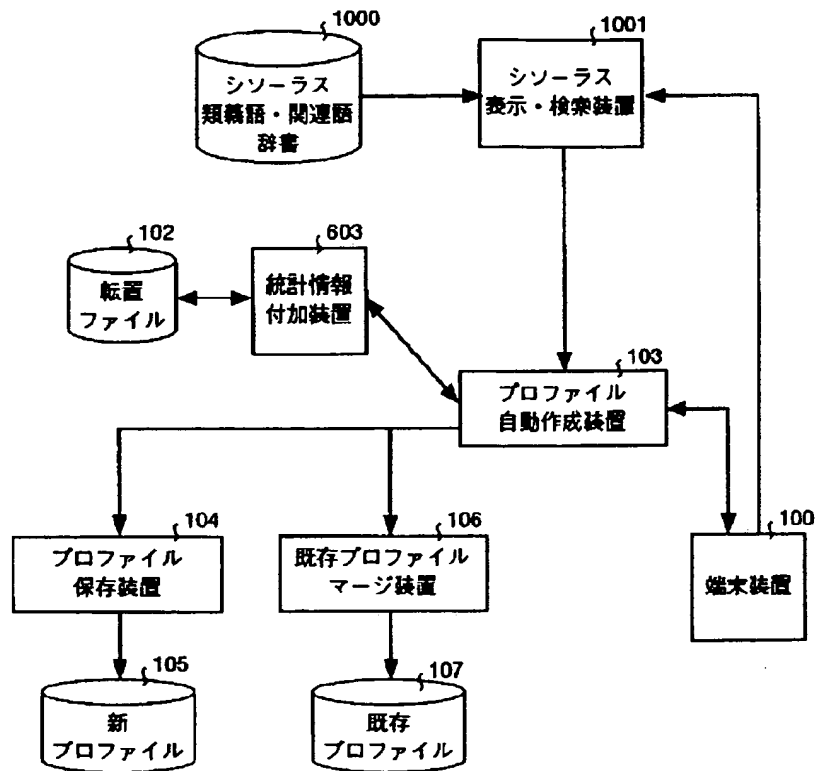 1000
シソーラス
類義語・関連語
辞書
1001
シソーラス
表示・検索装置
102
転置
ファイル
603
統計情報
付加装置
103
プロファイル
自動作成装置
104
プロファイル
保存装置
106
既存プロファイル
マージ装置
100
端末装置
105
新
プロファイル
107
既存
プロファイル